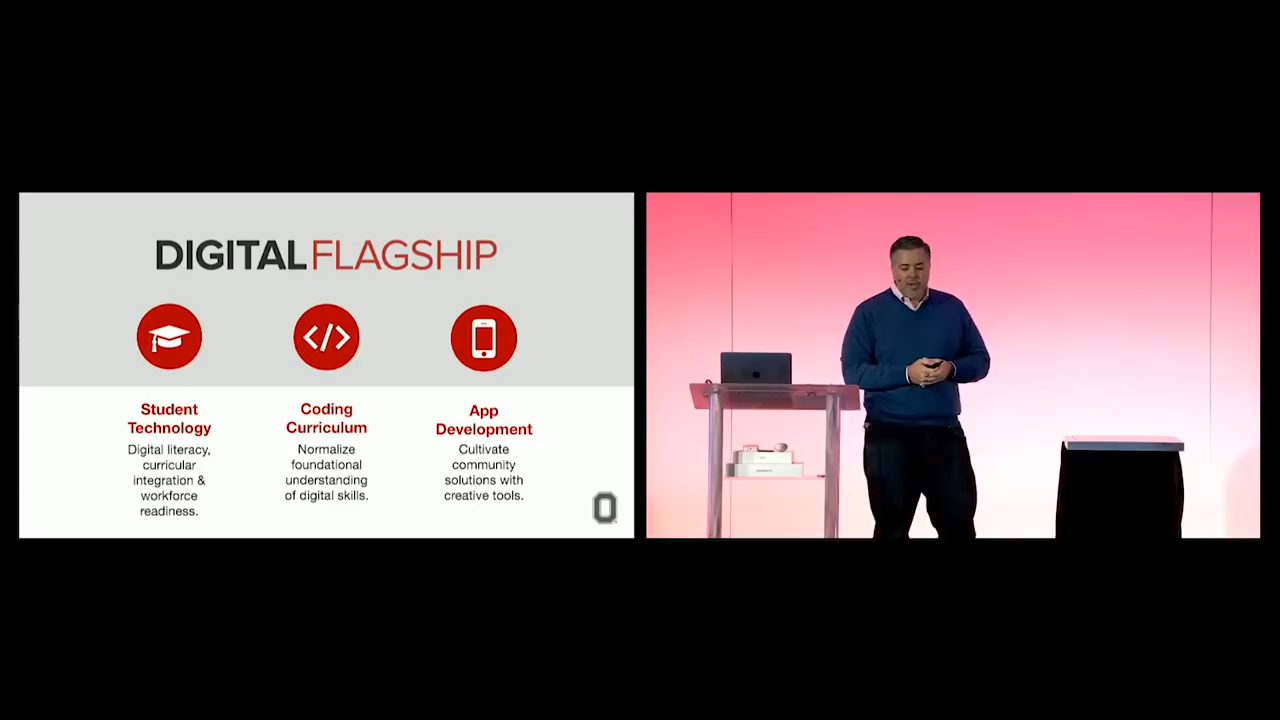 DIGITAL FLAGSHIP
Student
Technology
Digital literacy,
curricular
integration &
workforce
readiness.
Coding
Curriculum
Normalize
foundational
understanding
of digital skills.
App
Development
Cultivate
community
solutions with
creative tools.
O